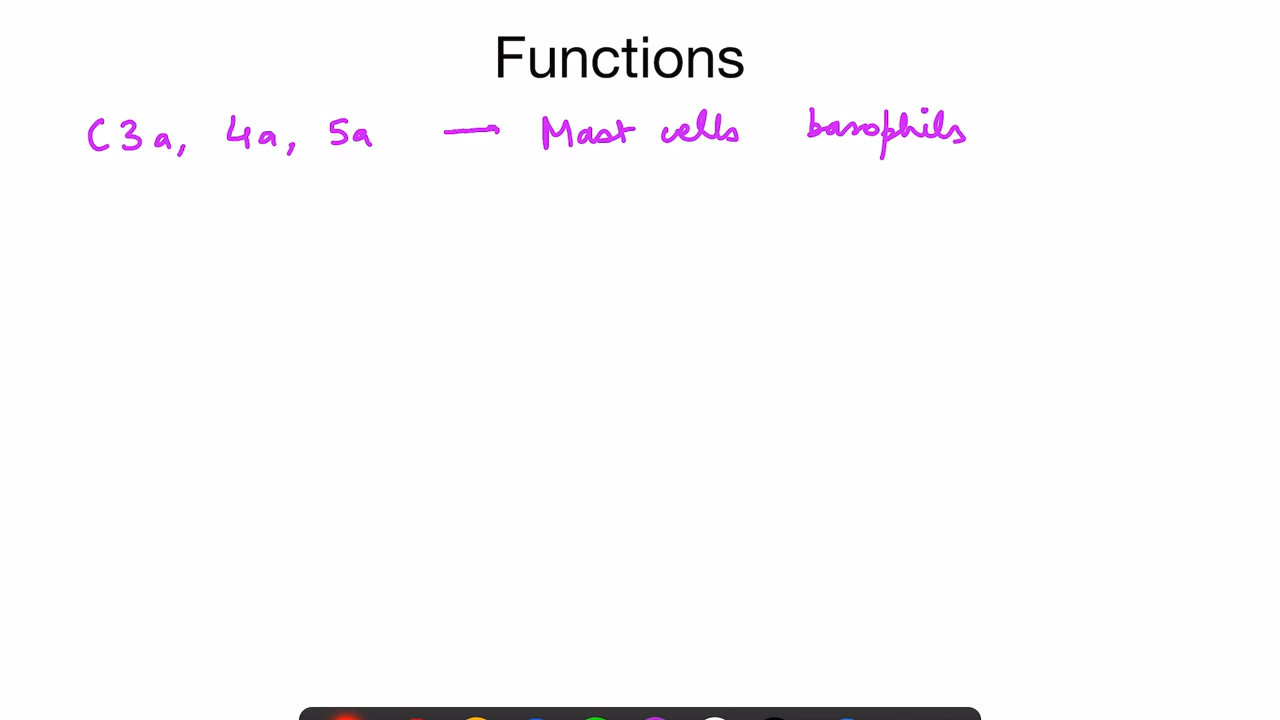 Functions
C3a, 4a, 5a — Mast cells basophils